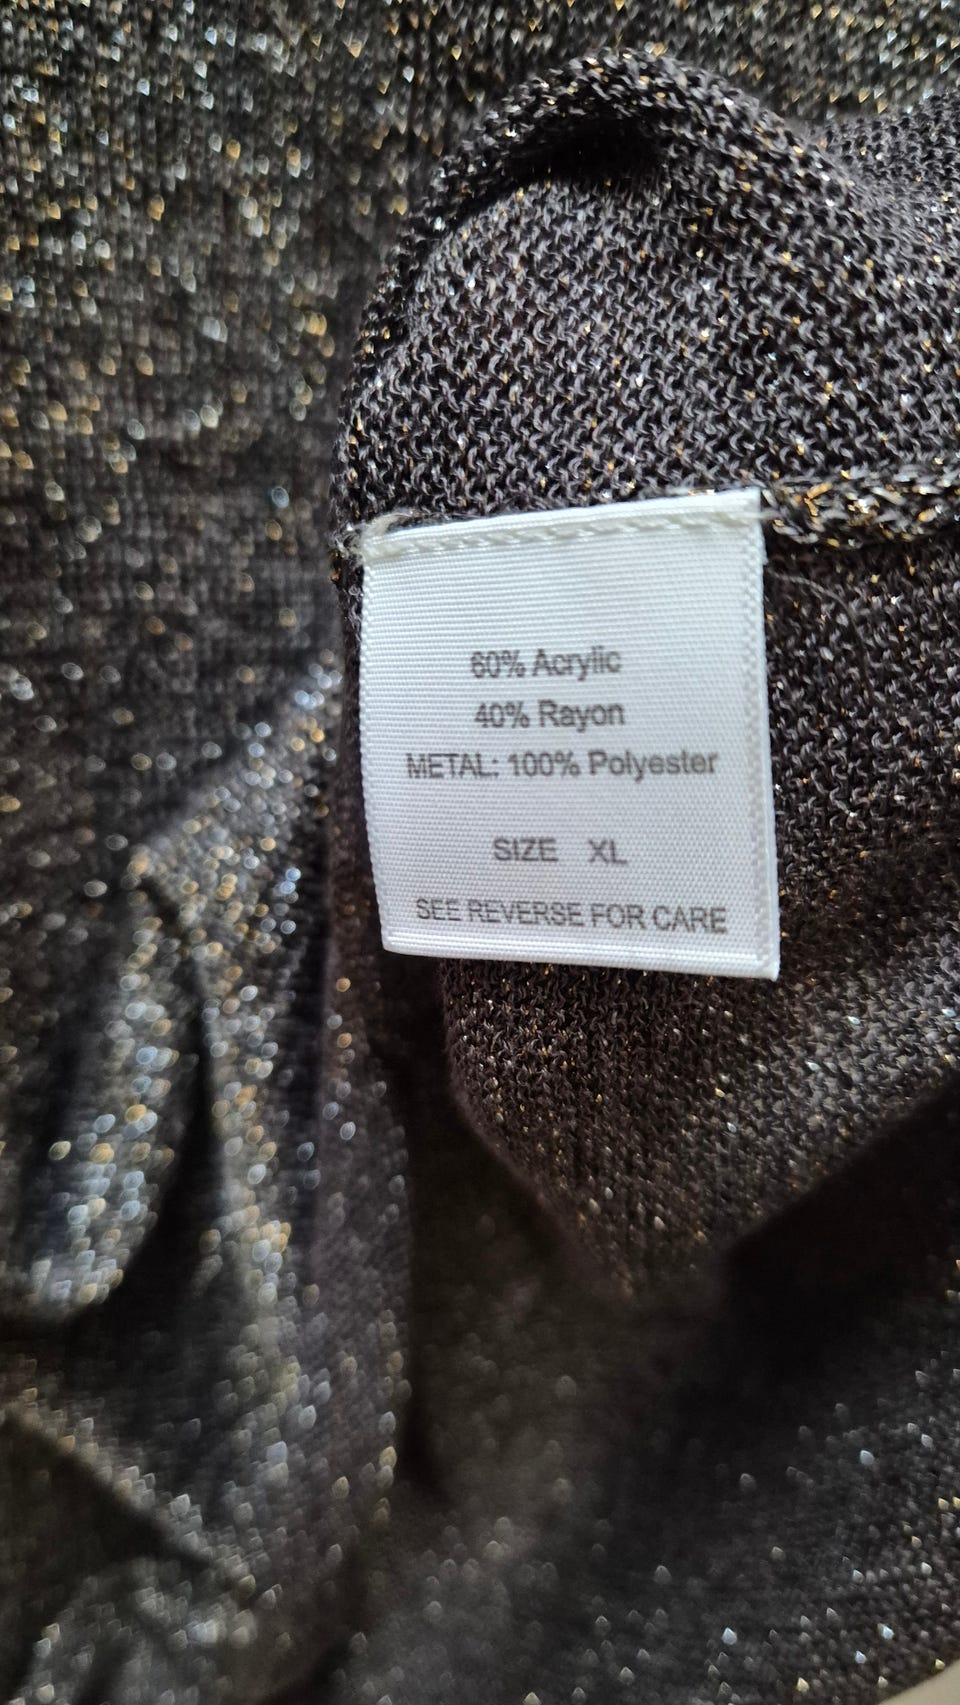 60% Acrylic
40% Rayon
METAL: 100% Polyester
SIZE XL
SEE REVERSE FOR CARE